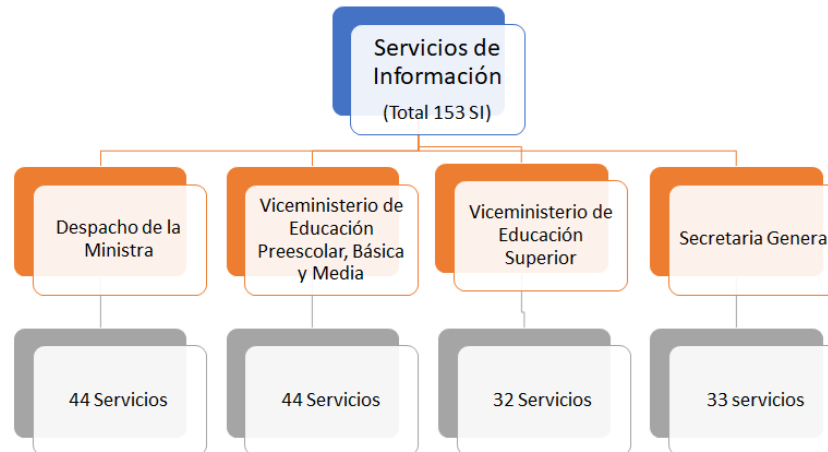 Servicios de
Información
(Total 153 SI)
Despacho de la
Ministra
Viceministerio de
Educación
Preescolar, Básica
y Media
Viceministerio de
Educación
Superior
Secretaria Genera
44 Servicios
44 Servicios
32 Servicios
33 servicios